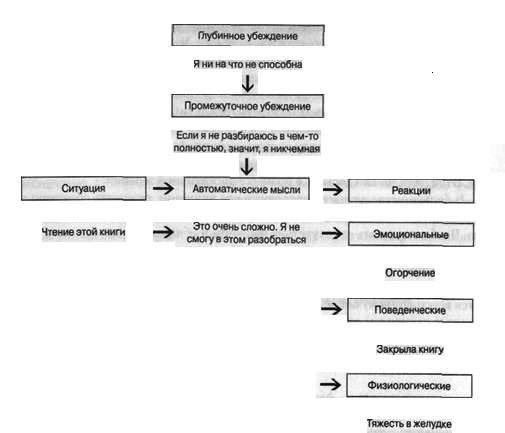 Глубинное убеждение
Я ни на что не способна
Промежуточное убеждение
Если я не разбираюсь в чем-то
полностью, значит, я никчемная
Ситуация
Автоматические мысли
Реакции
Чтение этой книги
Это очень сложно. Я не
смогу в этом разобраться
Эмоциональные
Огорчение
Поведенческие
Закрыла книгу
Физиологические
Тяжесть в желудке